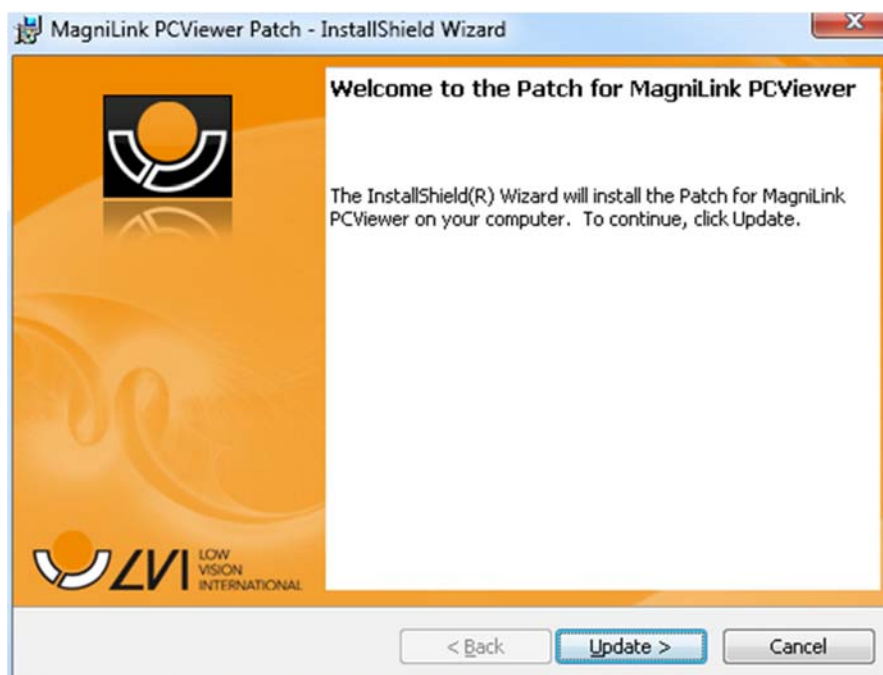 MagniLink PCViewer Patch - InstallShield Wizard
Welcome to the Patch for MagniLink PCViewer
The InstallShield(R) Wizard will install the Patch for MagniLink
PCViewer on your computer.  To continue, click Update.
LVI
LOW
VISION
INTERNATIONAL
< Back
Update >
Cancel